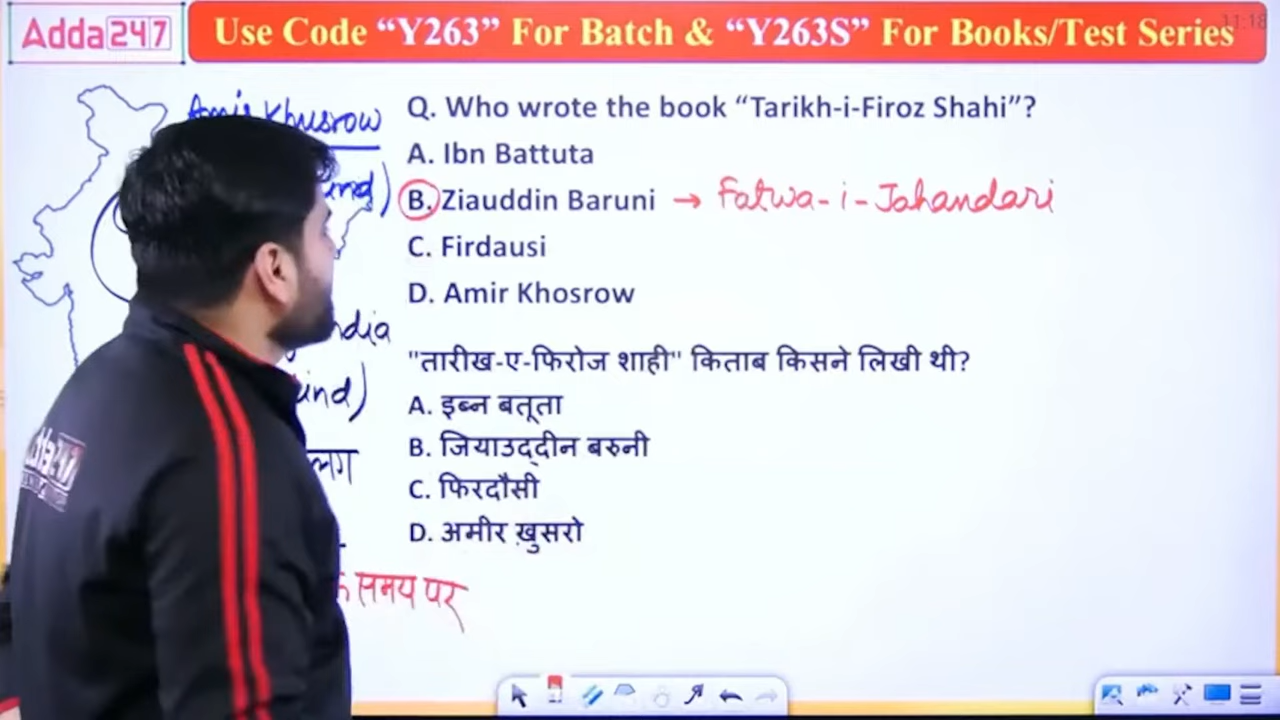 Adda247
Use Code “Y263” For Batch & “Y263S” For Books/Test Series
11:18
Amir Khusrow
Q. Who wrote the book “Tarikh-i-Firoz Shahi”?
A. Ibn Battuta
B. Ziauddin Baruni → Fatwa-i-Jahandari
C. Firdausi
D. Amir Khosrow
"तारीख-ए-फिरोज शाही" किताब किसने लिखी थी?
A. इब्न बतूता
B. जियाउद्दीन बरुनी
C. फिरदौसी
D. अमीर ख़ुसरो
समय पर